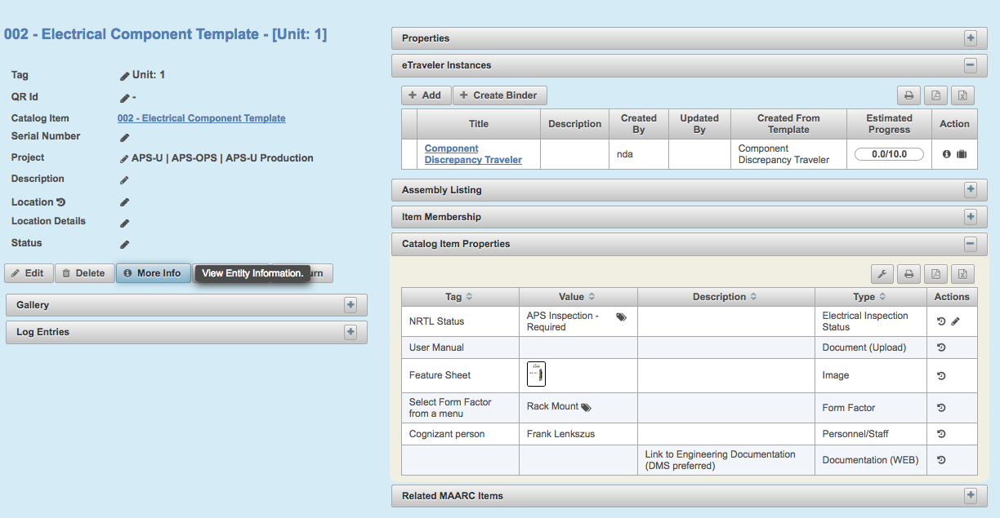 002 - Electrical Component Template - [Unit: 1]
Tag Unit: 1
QR Id -
Catalog Item 002 - Electrical Component Template
Serial Number
Project APS-U | APS-OPS | APS-U Production
Description
Location
Location Details
Status
Edit Delete More Info View Entity Information. urn
Gallery
Log Entries
Properties
eTraveler Instances
Add Create Binder
Title Description Created By Updated By Created From Template Estimated Progress Action
Component Discrepancy Traveler nda Component Discrepancy Traveler 0.0/10.0
Assembly Listing
Item Membership
Catalog Item Properties
Tag Value Description Type Actions
NRTL Status APS Inspection - Required Electrical Inspection Status
User Manual Document (Upload)
Feature Sheet Image
Select Form Factor from a menu Rack Mount Form Factor
Cognizant person Frank Lenkszus Personnel/Staff
Link to Engineering Documentation (DMS preferred) Documentation (WEB)
Related MAARC Items